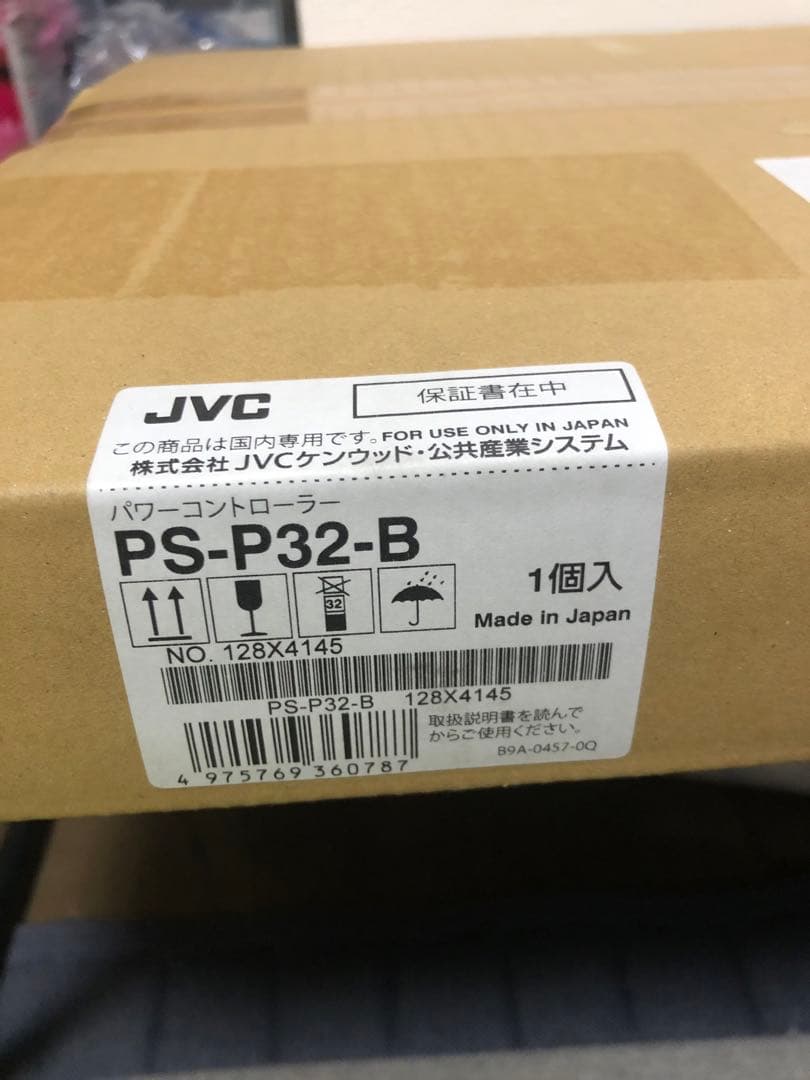 JVC
保証書在中
この商品は国内専用です。FOR USE ONLY IN JAPAN
株式会社JVCケンウッド・公共産業システム
パワーコントローラー
PS-P32-B
32
1個入
Made in Japan
NO. 128X4145
PS-P32-B 128X4145
取扱説明書を読んで
からご使用ください。
B9A-0457-0Q
4 975769 360787